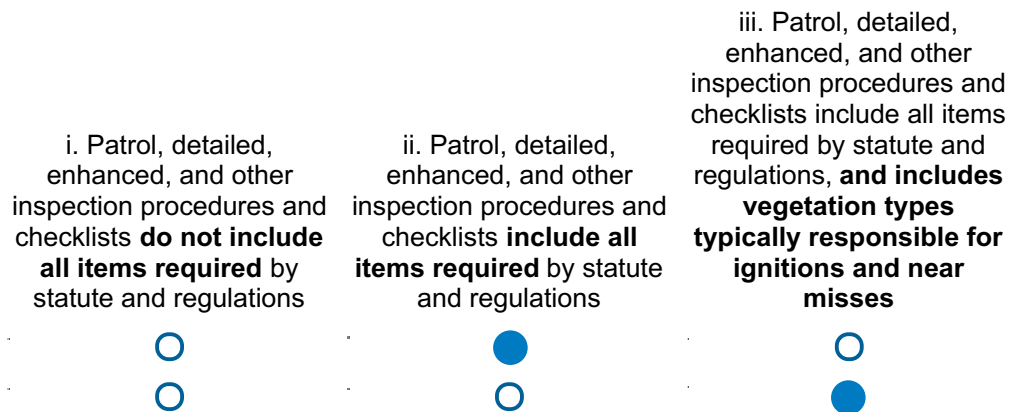 i. Patrol, detailed,
enhanced, and other
inspection procedures and
checklists do not include
all items required by
statute and regulations
ii. Patrol, detailed,
enhanced, and other
inspection procedures and
checklists include all
items required by statute
and regulations
iii. Patrol, detailed,
enhanced, and other
inspection procedures and
checklists include all items
required by statute and
regulations, and includes
vegetation types
typically responsible for
ignitions and near
misses